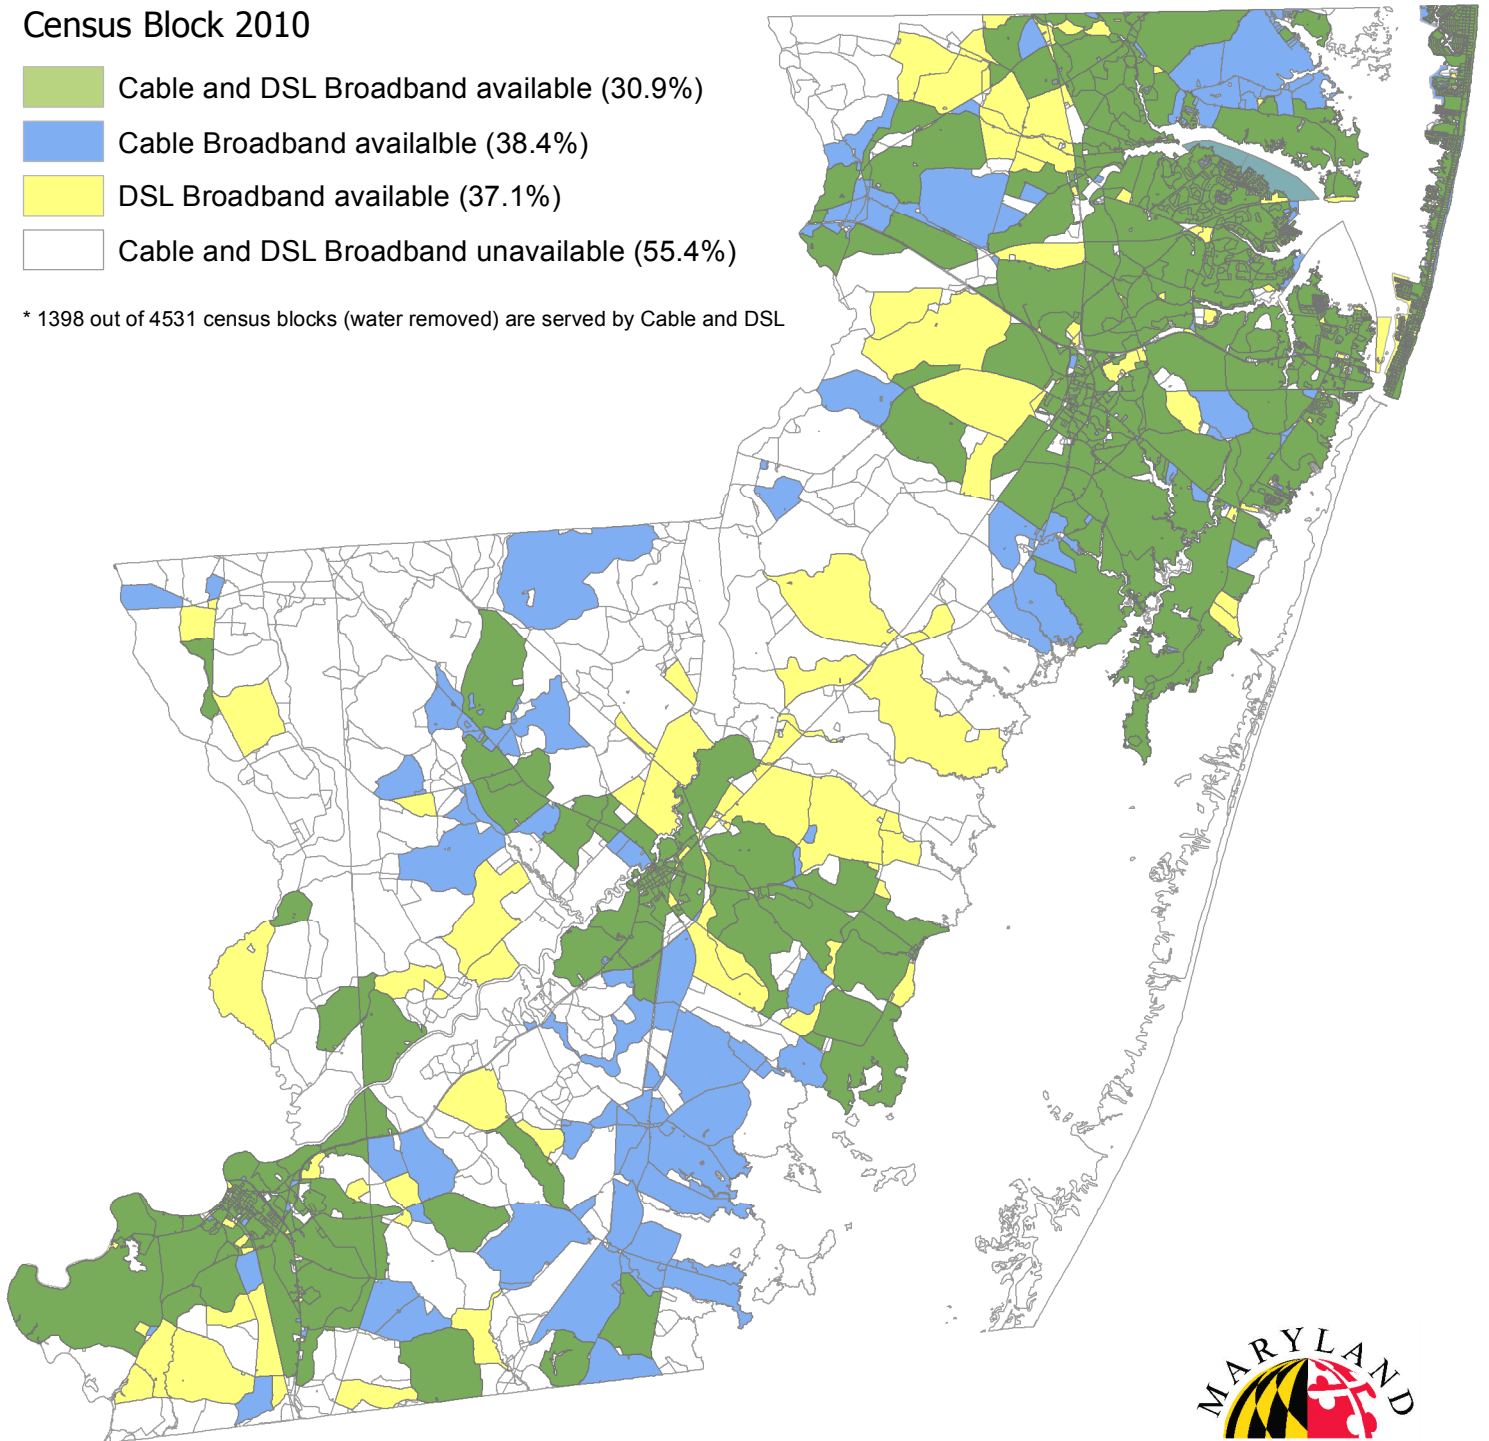 Census Block 2010
Cable and DSL Broadband available (30.9%)
Cable Broadband availalble (38.4%)
DSL Broadband available (37.1%)
Cable and DSL Broadband unavailable (55.4%)
* 1398 out of 4531 census blocks (water removed) are served by Cable and DSL
MARYLAND